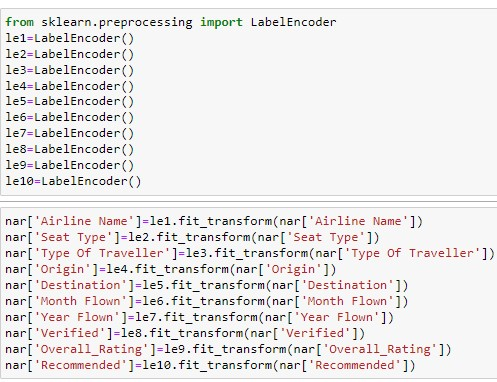 from sklearn.preprocessing import LabelEncoder
le1=LabelEncoder()
le2=LabelEncoder()
le3=LabelEncoder()
le4=LabelEncoder()
le5=LabelEncoder()
le6=LabelEncoder()
le7=LabelEncoder()
le8=LabelEncoder()
le9=LabelEncoder()
le10=LabelEncoder()
nar['Airline Name']=le1.fit_transform(nar['Airline Name'])
nar['Seat Type']=le2.fit_transform(nar['Seat Type'])
nar['Type Of Traveller']=le3.fit_transform(nar['Type Of Traveller'])
nar['Origin']=le4.fit_transform(nar['Origin'])
nar['Destination']=le5.fit_transform(nar['Destination'])
nar['Month Flown']=le6.fit_transform(nar['Month Flown'])
nar['Year Flown']=le7.fit_transform(nar['Year Flown'])
nar['Verified']=le8.fit_transform(nar['Verified'])
nar['Overall_Rating']=le9.fit_transform(nar['Overall_Rating'])
nar['Recommended']=le10.fit_transform(nar['Recommended'])